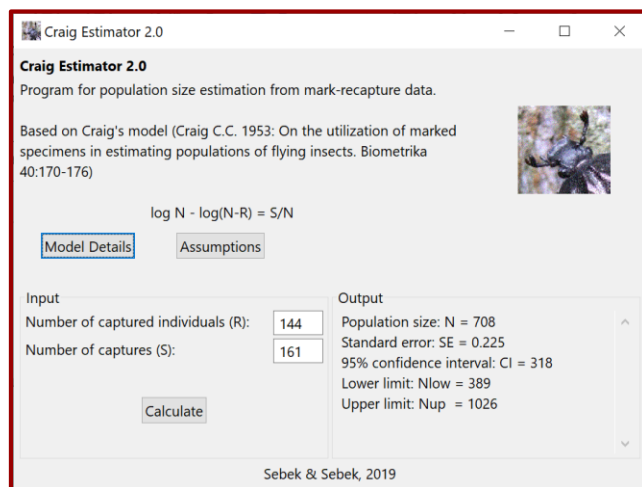 Craig Estimator 2.0
Craig Estimator 2.0
Program for population size estimation from mark-recapture data.
Based on Craig's model (Craig C.C. 1953: On the utilization of marked
specimens in estimating populations of flying insects. Biometrika
40:170-176)
log N - log(N-R) = S/N
Model Details
Assumptions
Input
Number of captured individuals (R): 144
Number of captures (S): 161
Calculate
Output
Population size: N = 708
Standard error: SE = 0.225
95% confidence interval: CI = 318
Lower limit: Nlow = 389
Upper limit: Nup  = 1026
Sebek & Sebek, 2019